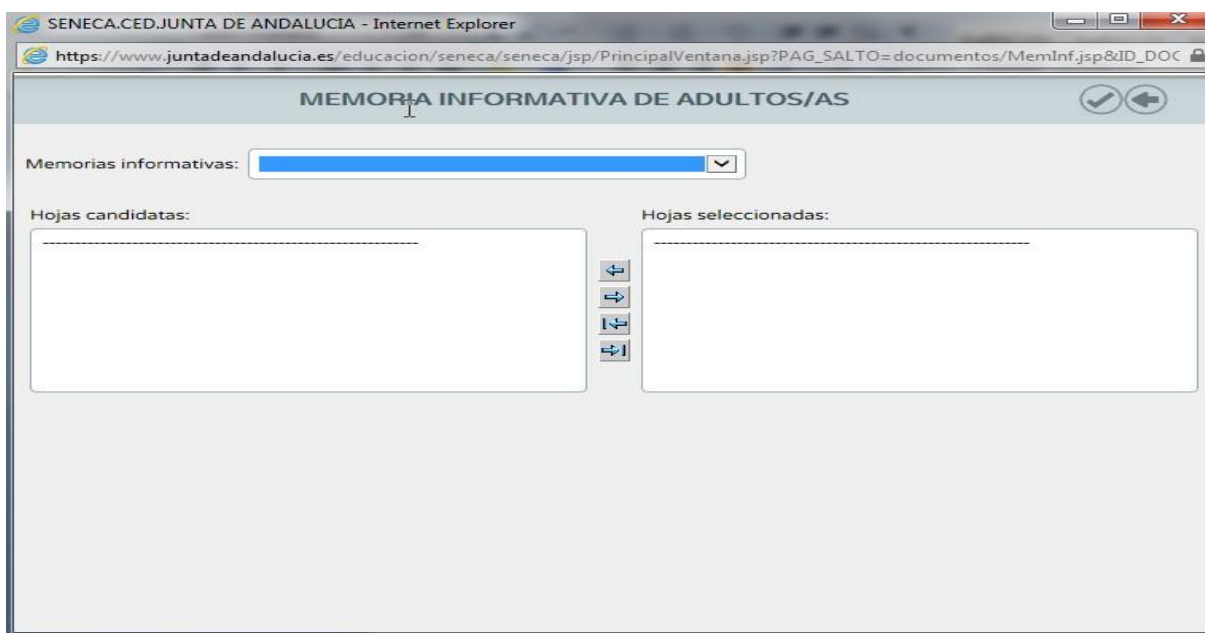 SENECA.CED.JUNTA DE ANDALUCIA - Internet Explorer
https://www.juntadeandalucia.es/educacion/seneca/seneca/jsp/PrincipalVentana.jsp?PAG_SALTO=documentos/MemInf.jsp&ID_DOC
MEMORIA INFORMATIVA DE ADULTOS/AS
Memorias informativas:
Hojas candidatas:
Hojas seleccionadas: